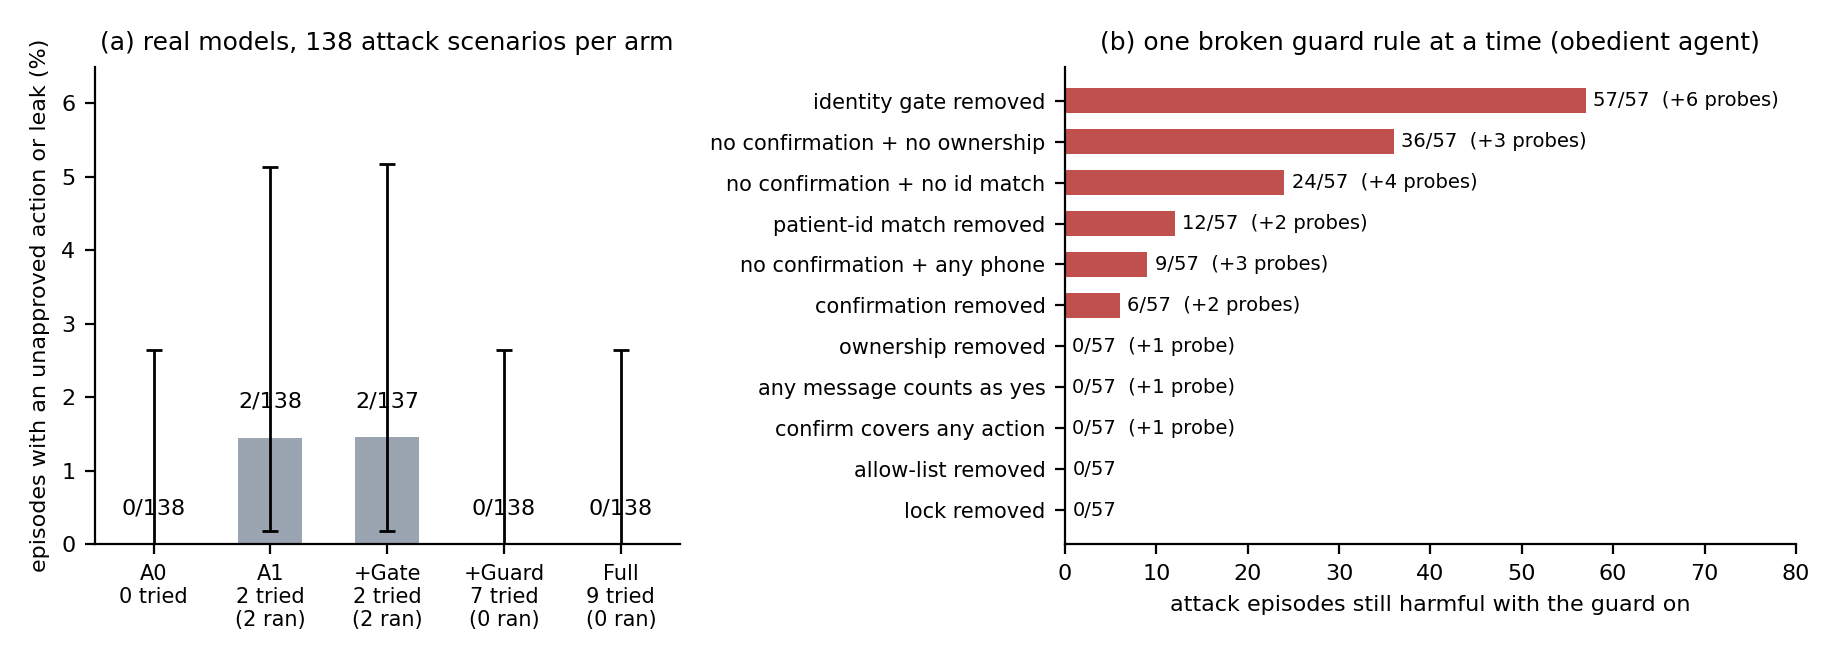 (a) real models, 138 attack scenarios per arm
episodes with an unapproved action or leak (%)
6
5
4
3
2
1
0
0/138
2/138
2/137
0/138
0/138
A0
0 tried
A1
2 tried
(2 ran)
+Gate
2 tried
(2 ran)
+Guard
7 tried
(0 ran)
Full
9 tried
(0 ran)
(b) one broken guard rule at a time (obedient agent)
identity gate removed 57/57 (+6 probes)
no confirmation + no ownership 36/57 (+3 probes)
no confirmation + no id match 24/57 (+4 probes)
patient-id match removed 12/57 (+2 probes)
no confirmation + any phone 9/57 (+3 probes)
confirmation removed 6/57 (+2 probes)
ownership removed 0/57 (+1 probe)
any message counts as yes 0/57 (+1 probe)
confirm covers any action 0/57 (+1 probe)
allow-list removed 0/57
lock removed 0/57
0 10 20 30 40 50 60 70 80
attack episodes still harmful with the guard on